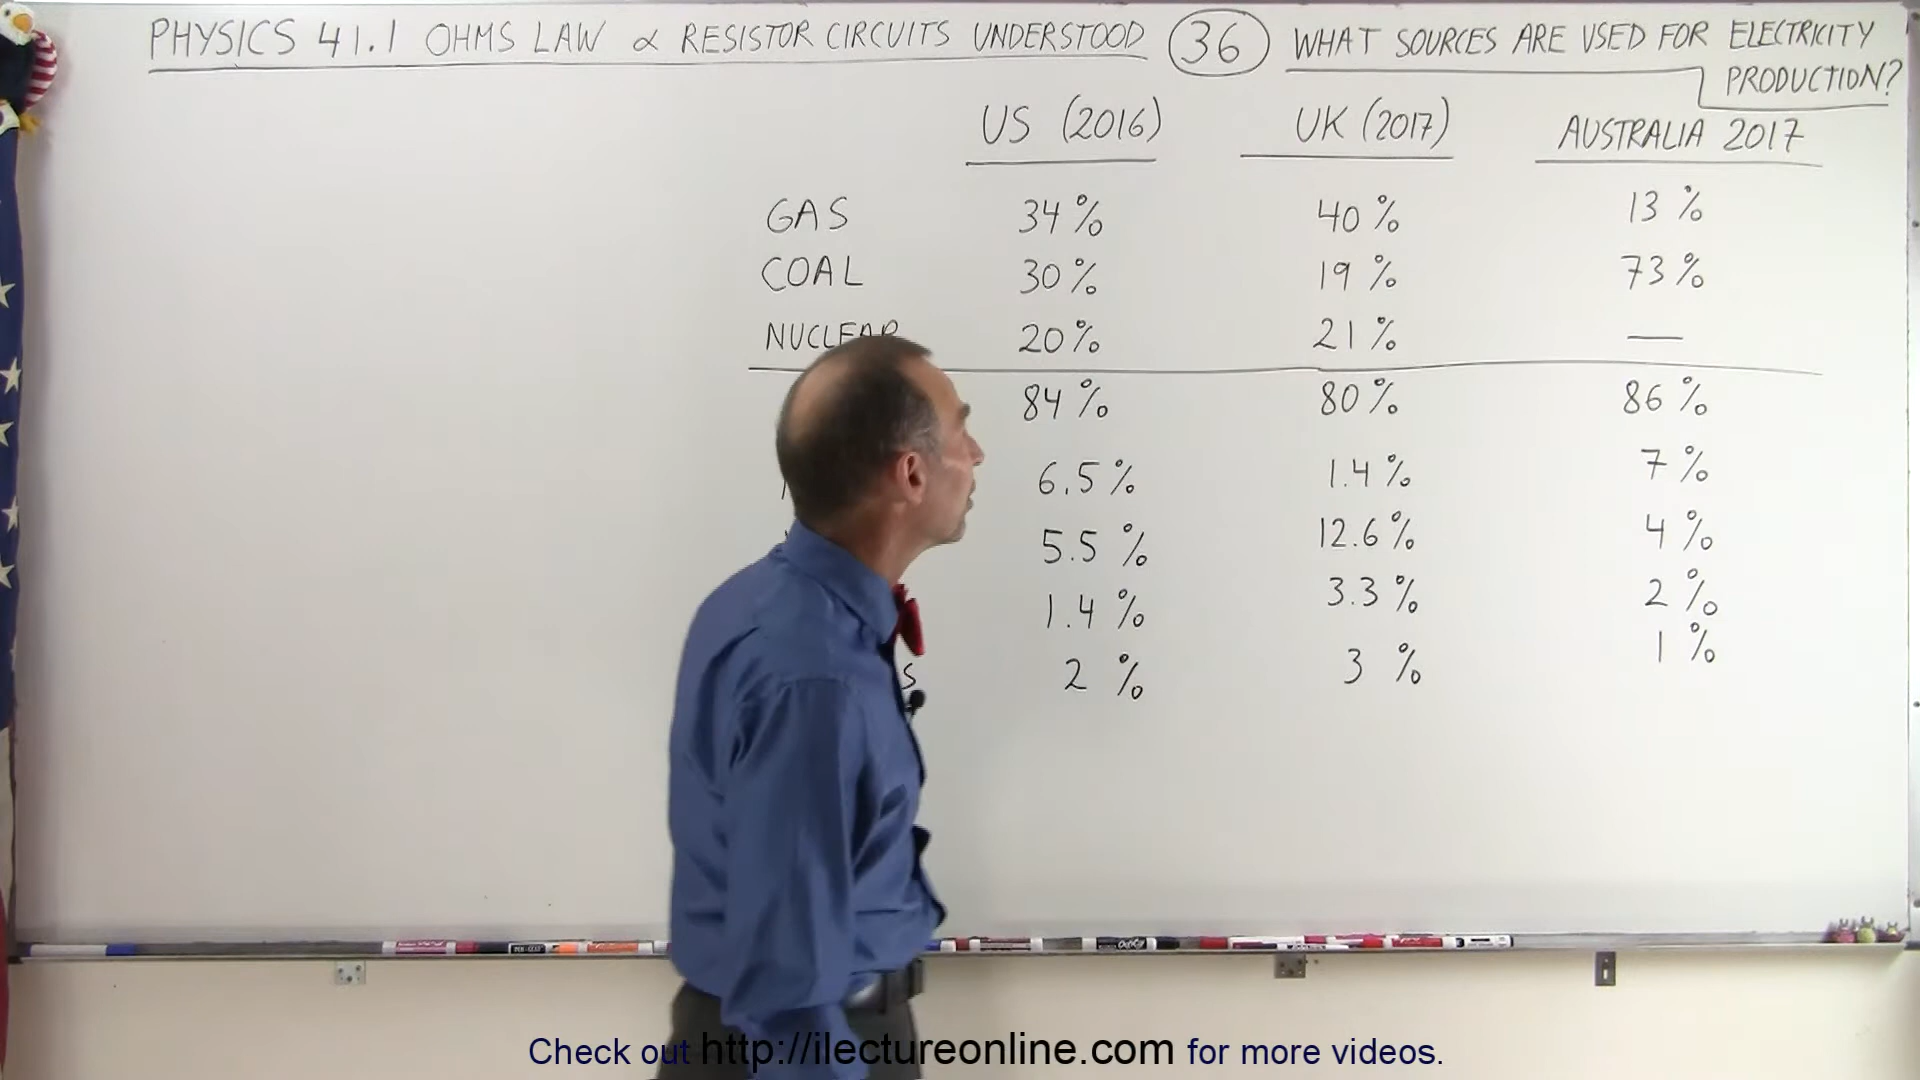 PHYSICS 41.1 OHMS LAW & RESISTOR CIRCUITS UNDERSTOOD 36 WHAT SOURCES ARE USED FOR ELECTRICITY
PRODUCTION?
US (2016) UK (2017) AUSTRALIA 2017
GAS 34% 40% 13%
COAL 30% 19% 73%
NUCLEAR 20% 21% —
84% 80% 86%
6.5% 1.4% 7%
5.5% 12.6% 4%
1.4% 3.3% 2%
2% 3% 1%
Check out http://ilectureonline.com for more videos.